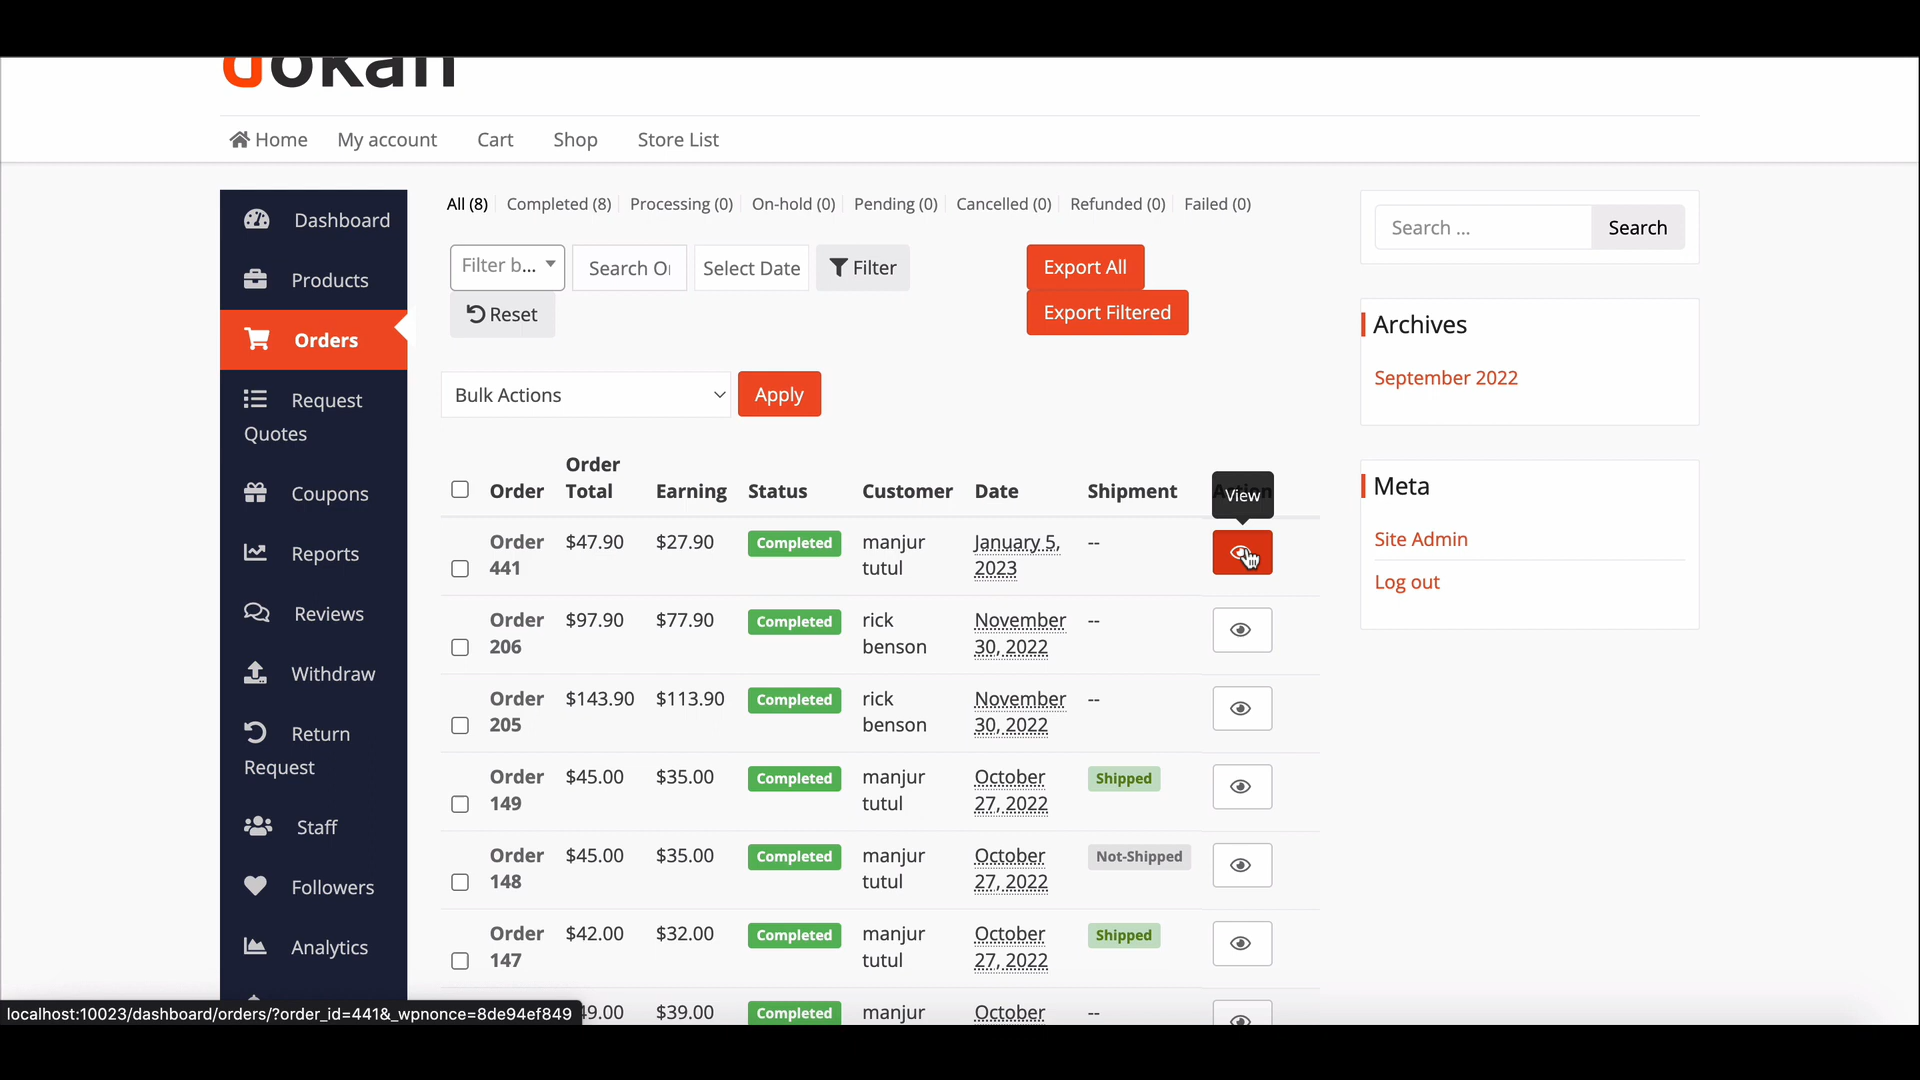 dokan
Home My account Cart Shop Store List
All (8) Completed (8) Processing (0) On-hold (0) Pending (0) Cancelled (0) Refunded (0) Failed (0)
Filter b... Search Or Select Date Filter
Reset
Export All
Export Filtered
Bulk Actions Apply
Dashboard
Products
Orders
Request
Quotes
Coupons
Reports
Reviews
Withdraw
Return
Request
Staff
Followers
Analytics
Order
Order Total Earning Status Customer Date Shipment
View
Order $47.90 $27.90 Completed manjur January 5, --
441 tutul 2023
Order $97.90 $77.90 Completed rick November --
206 benson 30, 2022
Order $143.90 $113.90 Completed rick November --
205 benson 30, 2022
Order $45.00 $35.00 Completed manjur October Shipped
149 tutul 27, 2022
Order $45.00 $35.00 Completed manjur October Not-Shipped
148 tutul 27, 2022
Order $42.00 $32.00 Completed manjur October Shipped
147 tutul 27, 2022
49.00 $39.00 Completed manjur October --
Search ... Search
Archives
September 2022
Meta
Site Admin
Log out
localhost:10023/dashboard/orders/?order_id=441&_wpnonce=8de94ef849